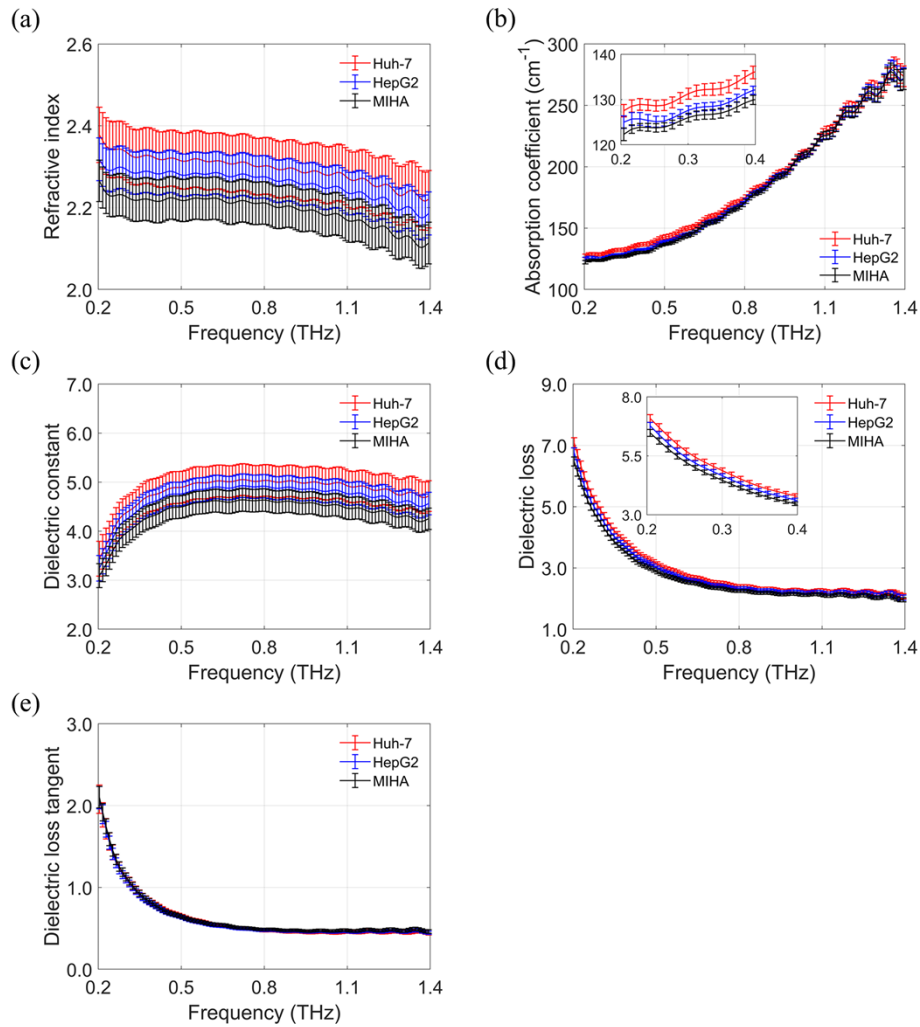 (a)
2.6
2.4
2.2
2.0
Refractive index
Huh-7
HepG2
MIHA
0.2 0.5 0.8 1.1 1.4
Frequency (THz)
(b)
300
250
200
150
100
Absorption coefficient (cm⁻¹)
140
130
120
0.2 0.3 0.4
Huh-7
HepG2
MIHA
0.2 0.5 0.8 1.1 1.4
Frequency (THz)
(c)
7.0
6.0
5.0
4.0
3.0
2.0
Dielectric constant
Huh-7
HepG2
MIHA
0.2 0.5 0.8 1.1 1.4
Frequency (THz)
(d)
9.0
7.0
5.0
3.0
1.0
Dielectric loss
8.0
5.5
3.0
0.2 0.3 0.4
Huh-7
HepG2
MIHA
0.2 0.5 0.8 1.1 1.4
Frequency (THz)
(e)
3.0
2.0
1.0
0.0
Dielectric loss tangent
Huh-7
HepG2
MIHA
0.2 0.5 0.8 1.1 1.4
Frequency (THz)